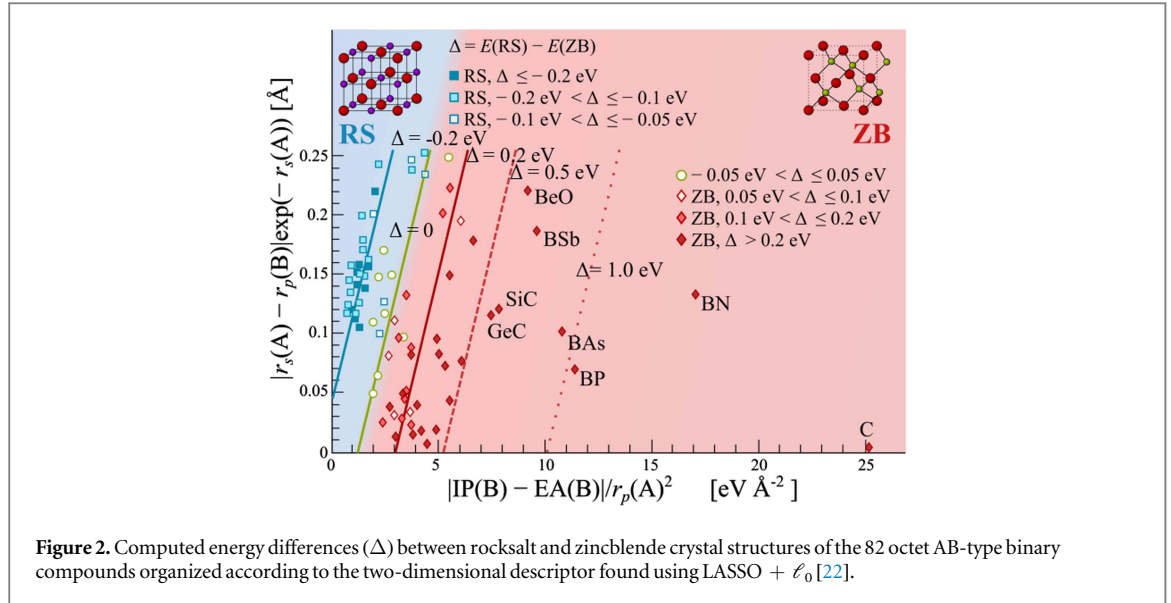 Δ = E(RS) − E(ZB)
RS, Δ ≤ − 0.2 eV
RS, − 0.2 eV < Δ ≤ − 0.1 eV
RS, − 0.1 eV < Δ ≤ − 0.05 eV
RS
ZB
Δ = -0.2 eV
Δ = 0.2 eV
Δ = 0.5 eV
− 0.05 eV < Δ ≤ 0.05 eV
ZB, 0.05 eV < Δ ≤ 0.1 eV
ZB, 0.1 eV < Δ ≤ 0.2 eV
ZB, Δ > 0.2 eV
BeO
Δ = 0
BSb
Δ= 1.0 eV
BN
SiC
GeC
BAs
BP
C
|rs(A) − rp(B)|exp(− rs(A)) [Å]
0.25
0.2
0.15
0.1
0.05
0
0 5 10 15 20 25
|IP(B) − EA(B)|/rp(A)² [eV Å⁻² ]
Figure 2. Computed energy differences (Δ) between rocksalt and zincblende crystal structures of the 82 octet AB-type binary
compounds organized according to the two-dimensional descriptor found using LASSO + ℓ₀ [22].